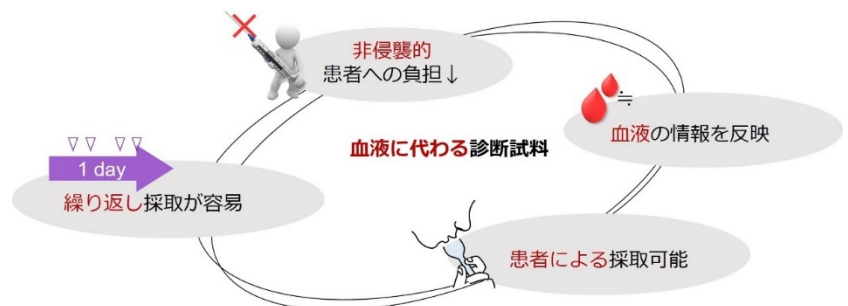 非侵襲的
患者への負担↓
≒
血液の情報を反映
血液に代わる診断試料
1 day
繰り返し採取が容易
患者による採取可能